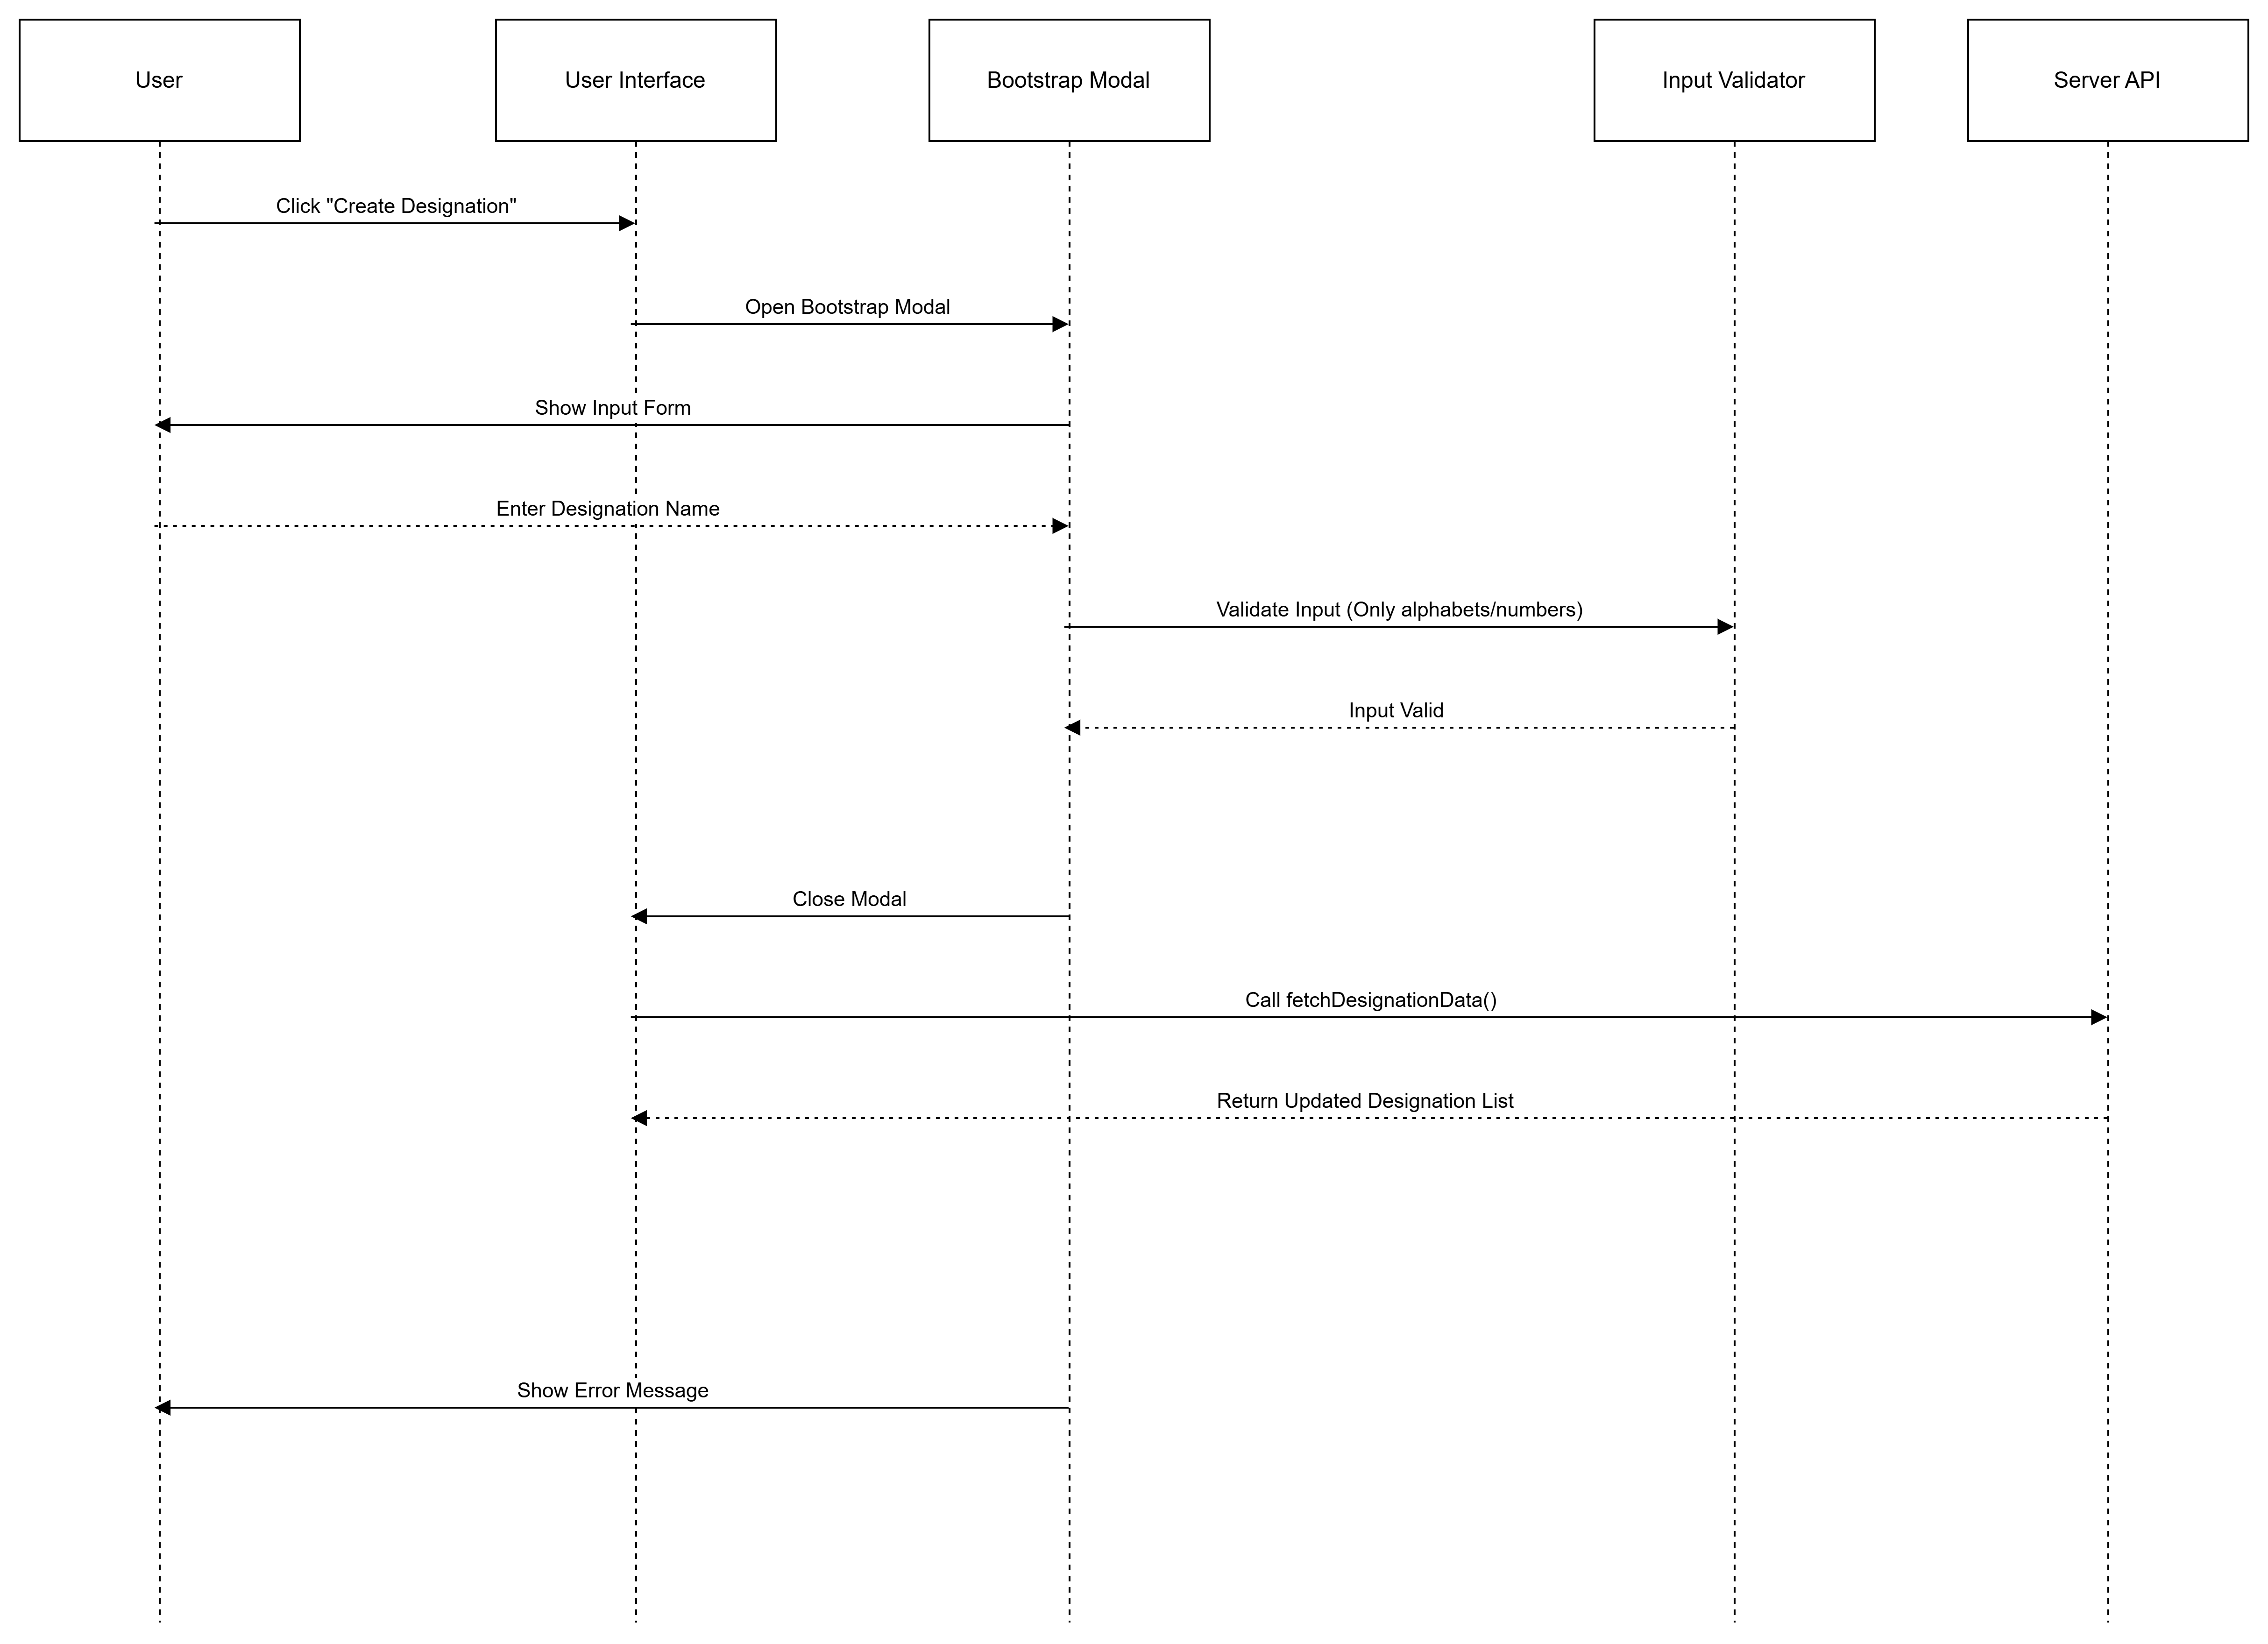 User
User Interface
Bootstrap Modal
Input Validator
Server API
Click "Create Designation"
Open Bootstrap Modal
Show Input Form
Enter Designation Name
Validate Input (Only alphabets/numbers)
Input Valid
Close Modal
Call fetchDesignationData()
Return Updated Designation List
Show Error Message